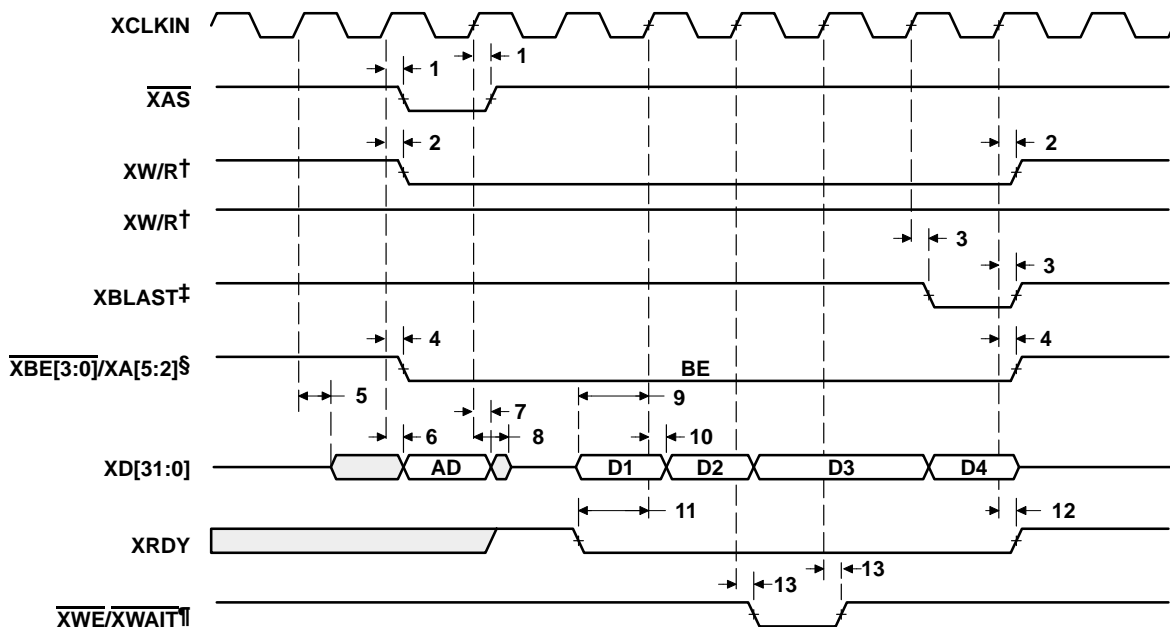 XCLKIN
1 1
XAS
2 2
XW/R†
XW/R†
3
3
XBLAST‡
4 4
XBE[3:0]/XA[5:2]§
BE
5 9
7
6 8 10
XD[31:0]
AD D1 D2 D3 D4
11 12
XRDY
13 13
XWE/XWAIT¶